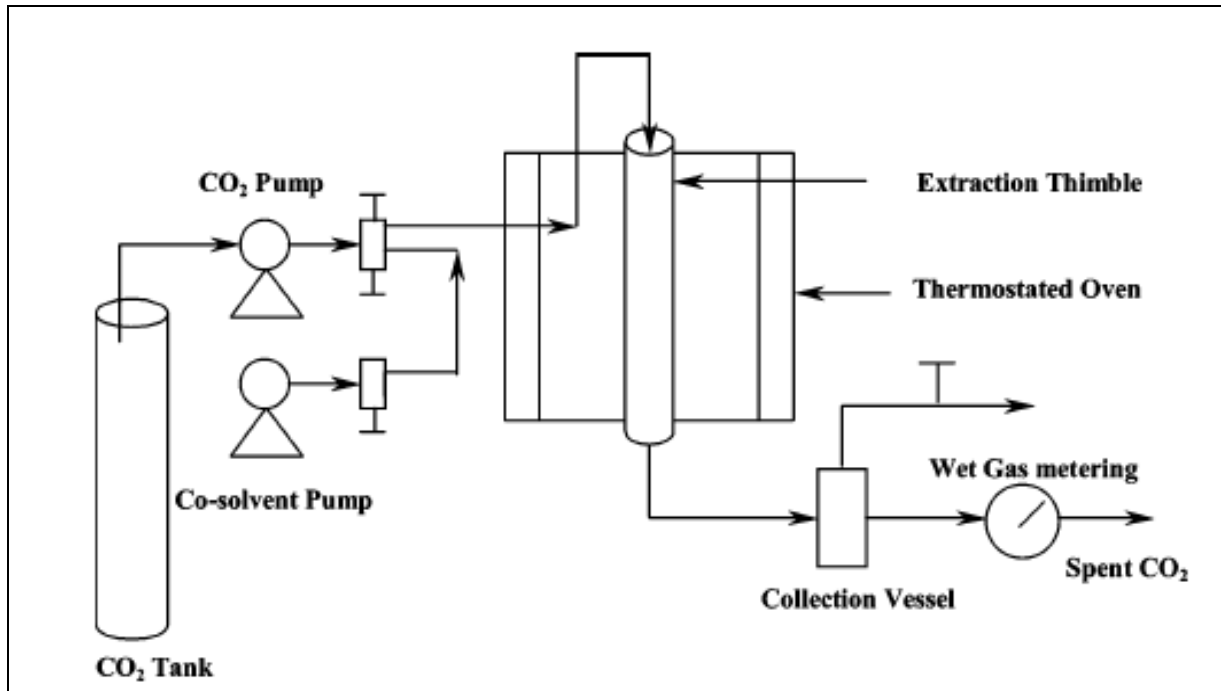 CO₂ Pump
Extraction Thimble
Thermostated Oven
Wet Gas metering
Co-solvent Pump
Spent CO₂
Collection Vessel
CO₂ Tank